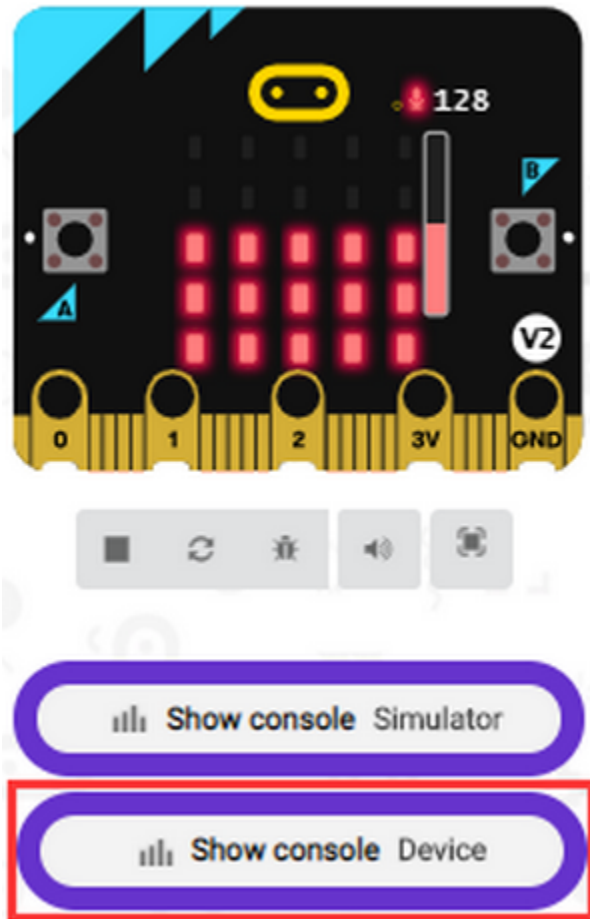 128
B
A
V2
0 1 2 3V GND
Show console Simulator
Show console Device